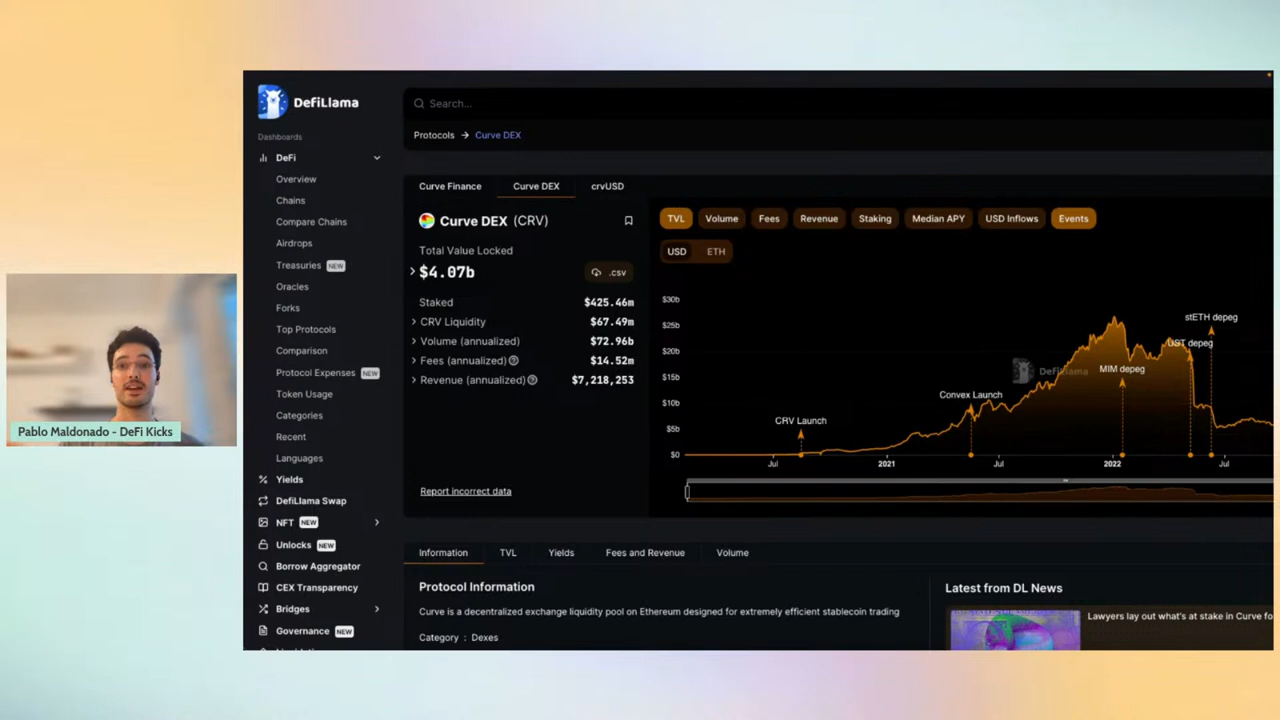 DefiLlama
Dashboards
DeFi
Overview
Chains
Compare Chains
Airdrops
Treasuries NEW
Oracles
Forks
Top Protocols
Comparison
Protocol Expenses NEW
Token Usage
Categories
Recent
Languages
Yields
DefiLlama Swap
NFT NEW
Unlocks NEW
Borrow Aggregator
CEX Transparency
Bridges
Governance NEW
Search...
Protocols → Curve DEX
Curve Finance Curve DEX crvUSD
Curve DEX (CRV)
Total Value Locked
$4.07b .csv
Staked $425.46m
CRV Liquidity $67.49m
Volume (annualized) $72.96b
Fees (annualized) $14.52m
Revenue (annualized) $7,218,253
Report incorrect data
TVL Volume Fees Revenue Staking Median APY USD Inflows Events
USD ETH
$30b
$25b
$20b
$15b
$10b
$5b
$0
CRV Launch
Convex Launch
MIM depeg
UST depeg
stETH depeg
DefiLlama
Jul 2021 Jul 2022 Jul
Information TVL Yields Fees and Revenue Volume
Protocol Information
Curve is a decentralized exchange liquidity pool on Ethereum designed for extremely efficient stablecoin trading
Category : Dexes
Latest from DL News
Lawyers lay out what's at stake in Curve fo
Pablo Maldonado - DeFi Kicks